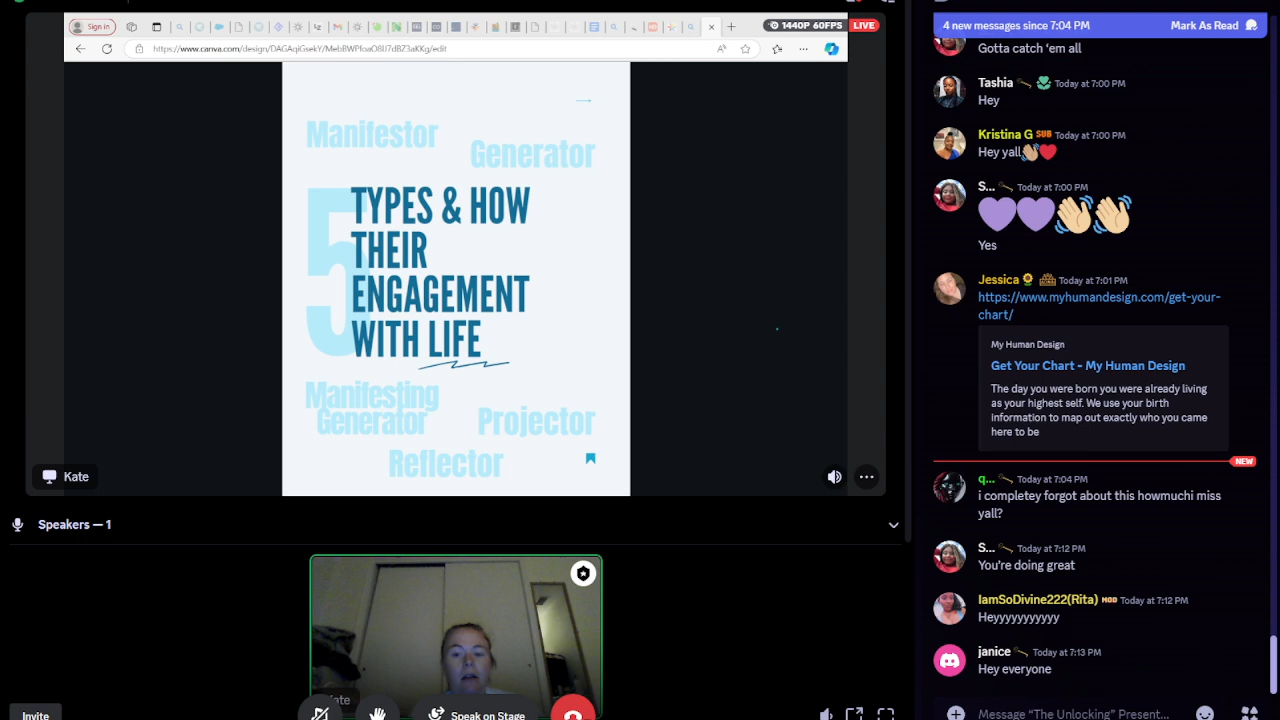 Sign in
1440P 60FPS
LIVE
https://www.canva.com/design/DAGAqiGsekY/MebBWPfoaO8II7dBZ3aKKg/edit
Manifestor
Generator
5
TYPES & HOW
THEIR
ENGAGEMENT
WITH LIFE
Manifesting
Generator
Projector
Reflector
Kate
Speakers — 1
Kate
Invite
Speak on Stage
4 new messages since 7:04 PM
Mark As Read
Gotta catch 'em all
Tashia Today at 7:00 PM
Hey
Kristina G SUB Today at 7:00 PM
Hey yall
S... Today at 7:00 PM
Yes
Jessica Today at 7:01 PM
https://www.myhumandesign.com/get-your-
chart/
My Human Design
Get Your Chart - My Human Design
The day you were born you were already living
as your highest self. We use your birth
information to map out exactly who you came
here to be
NEW
q... Today at 7:04 PM
i completey forgot about this howmuchi miss
yall?
S... Today at 7:12 PM
You're doing great
IamSoDivine222(Rita) MOD Today at 7:12 PM
Heyyyyyyyyyy
janice Today at 7:13 PM
Hey everyone
Message "The Unlocking" Present...